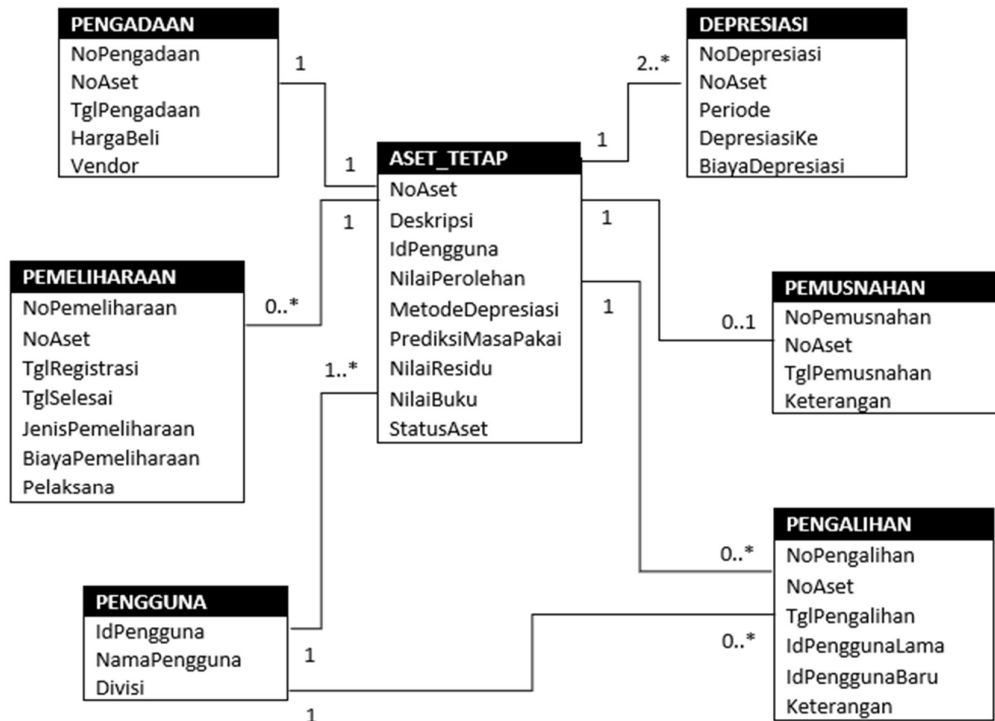 PENGADAAN
NoPengadaan
NoAset
TglPengadaan
HargaBeli
Vendor
1
1
DEPRESIASI
NoDepresiasi
NoAset
Periode
DepresiasiKe
BiayaDepresiasi
2..*
1
ASET_TETAP
NoAset
Deskripsi
IdPengguna
NilaiPerolehan
MetodeDepresiasi
PrediksiMasaPakai
NilaiResidu
NilaiBuku
StatusAset
1
1
1
PEMELIHARAAN
NoPemeliharaan
NoAset
TglRegistrasi
TglSelesai
JenisPemeliharaan
BiayaPemeliharaan
Pelaksana
0..*
1..*
PEMUSNAHAN
NoPemusnahan
NoAset
TglPemusnahan
Keterangan
0..1
PENGALIHAN
NoPengalihan
NoAset
TglPengalihan
IdPenggunaLama
IdPenggunaBaru
Keterangan
0..*
0..*
PENGGUNA
IdPengguna
NamaPengguna
Divisi
1
1